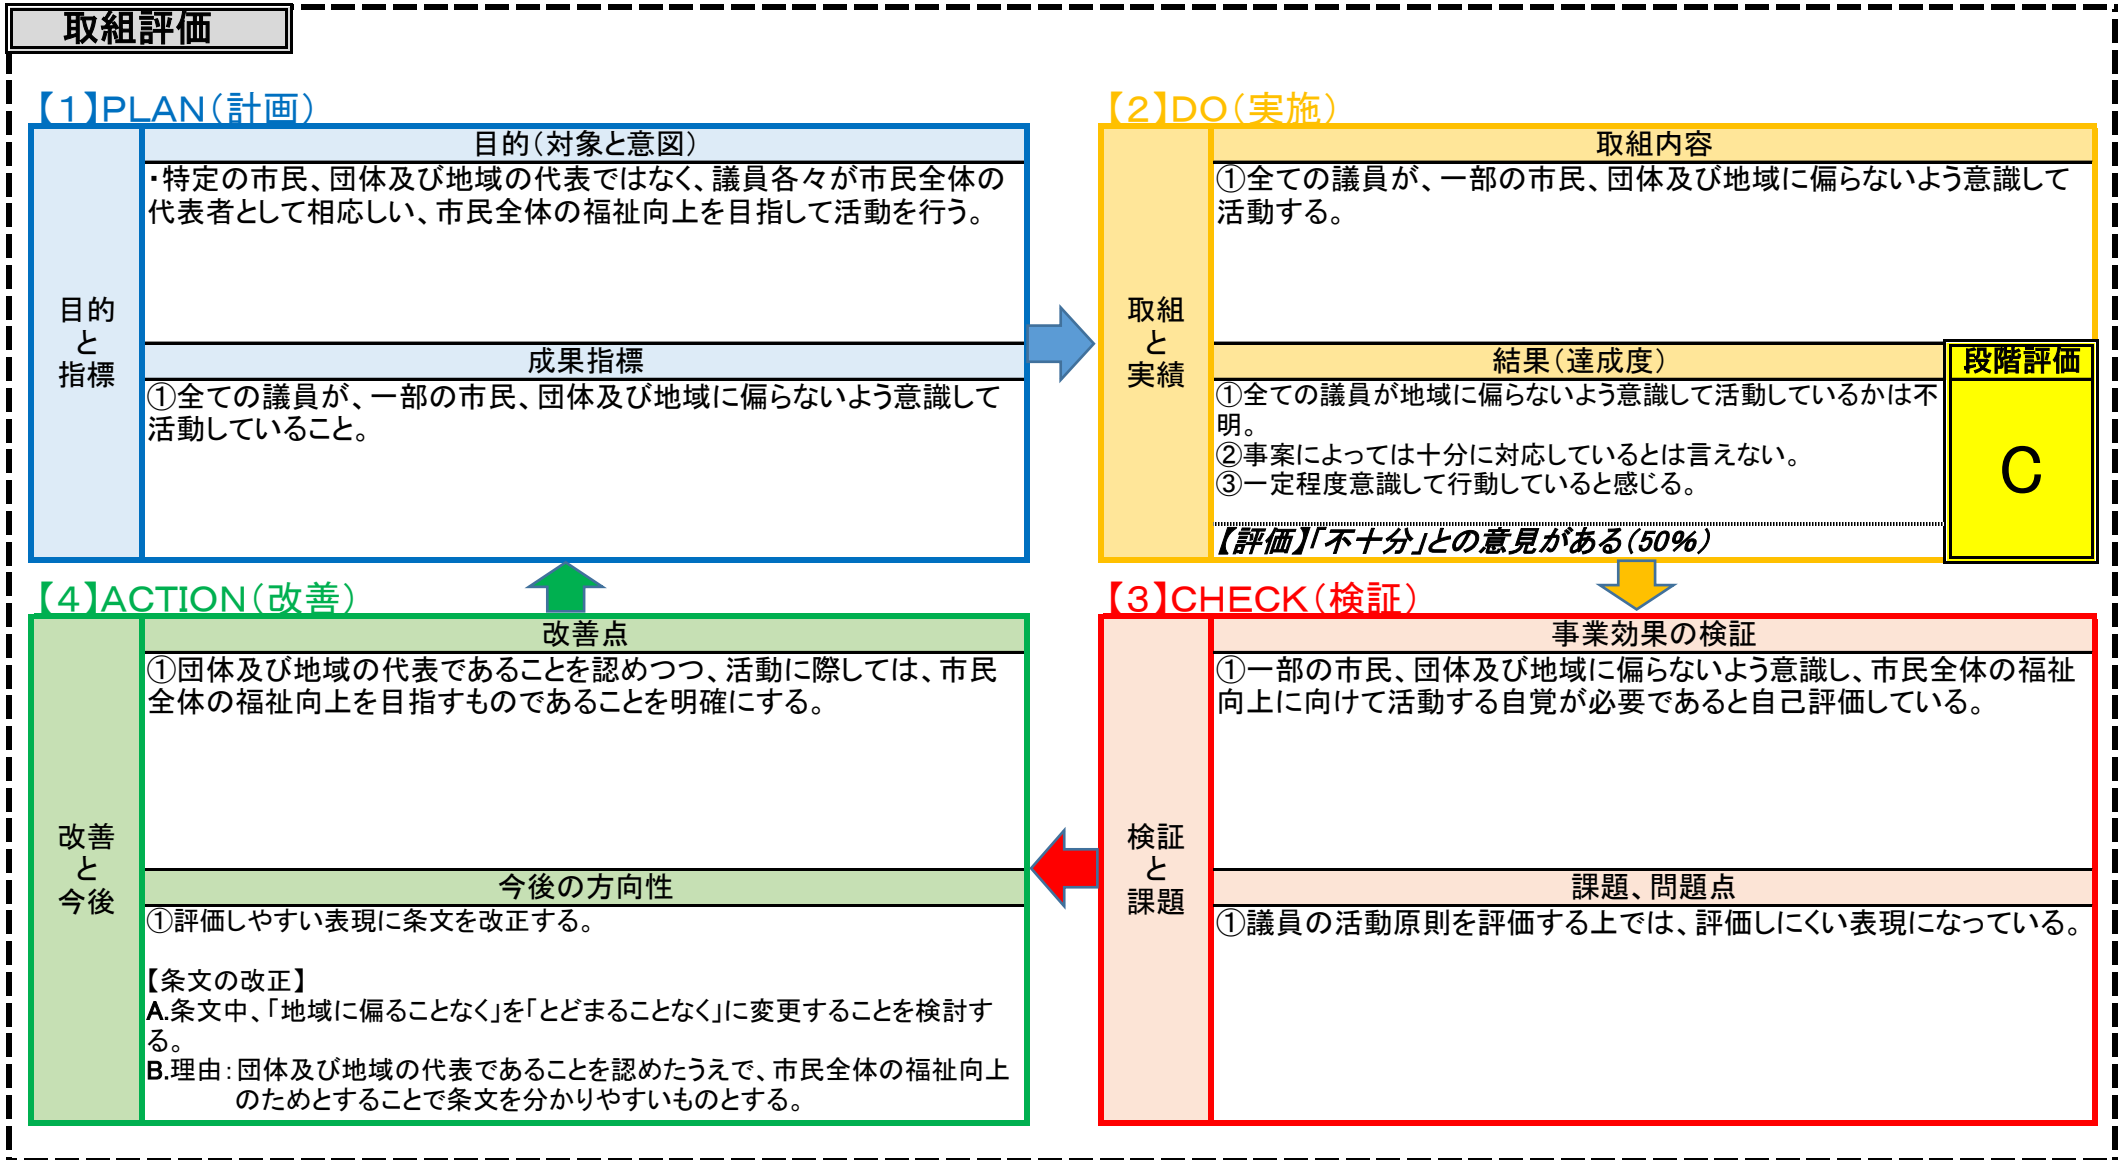 取組評価
【1】PLAN(計画)
目的
と
指標
目的(対象と意図)
・特定の市民、団体及び地域の代表ではなく、議員各々が市民全体の
代表者として相応しい、市民全体の福祉向上を目指して活動を行う。
成果指標
①全ての議員が、一部の市民、団体及び地域に偏らないよう意識して
活動していること。
【2】DO(実施)
取組
と
実績
取組内容
①全ての議員が、一部の市民、団体及び地域に偏らないよう意識して
活動する。
結果(達成度)
①全ての議員が地域に偏らないよう意識して活動しているかは不
明。
②事案によっては十分に対応しているとは言えない。
③一定程度意識して行動していると感じる。
【評価】「不十分」との意見がある(50%)
段階評価
C
【3】CHECK(検証)
検証
と
課題
事業効果の検証
①一部の市民、団体及び地域に偏らないよう意識し、市民全体の福祉
向上に向けて活動する自覚が必要であると自己評価している。
課題、問題点
①議員の活動原則を評価する上では、評価しにくい表現になっている。
【4】ACTION(改善)
改善
と
今後
改善点
①団体及び地域の代表であることを認めつつ、活動に際しては、市民
全体の福祉向上を目指すものであることを明確にする。
今後の方向性
①評価しやすい表現に条文を改正する。
【条文の改正】
A.条文中、「地域に偏ることなく」を「とどまることなく」に変更することを検討す
る。
B.理由:団体及び地域の代表であることを認めたうえで、市民全体の福祉向上
のためとすることで条文を分かりやすいものとする。